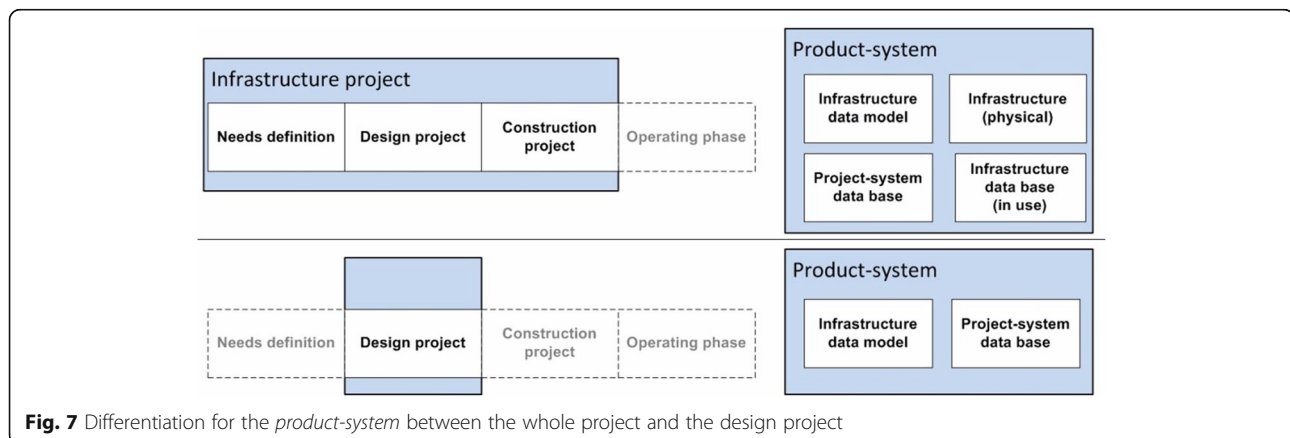 Infrastructure project
Needs definition
Design project
Construction
project
Operating phase
Product-system
Infrastructure
data model
Infrastructure
(physical)
Project-system
data base
Infrastructure
data base
(in use)
Needs definition
Design project
Construction
project
Operating phase
Product-system
Infrastructure
data model
Project-system
data base
Fig. 7 Differentiation for the product-system between the whole project and the design project